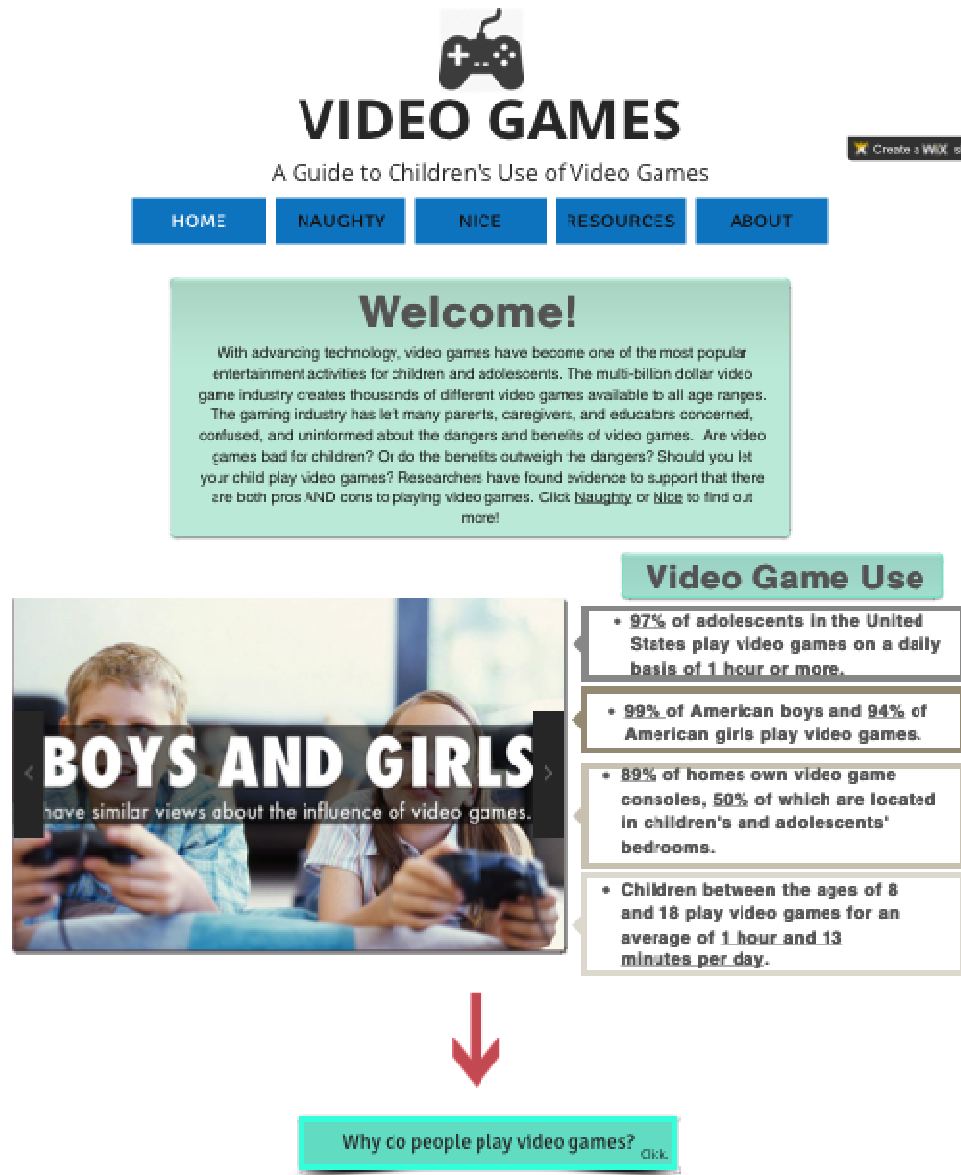 VIDEO GAMES
A Guide to Children's Use of Video Games
Create a WiX s
HOME
NAUGHTY
NICE
RESOURCES
ABOUT
Welcome!
With advancing technology, video games have become one of the most popular
entertainment activities for children and adolescents. The multi-billion dollar video
game industry creates thousands of different video games available to all age ranges.
The gaming industry has left many parents, caregivers, and educators concerned,
confused, and uninformed about the dangers and benefits of video games. Are video
games bad for children? Or do the benefits outweigh the dangers? Should you let
your child play video games? Researchers have found evidence to support that there
are both pros AND cons to playing video games. Click Naughty or Nice to find out
more!
Video Game Use
• 97% of adolescents in the United
States play video games on a daily
basis of 1 hour or more.
• 99% of American boys and 94% of
American girls play video games.
• 89% of homes own video game
consoles, 50% of which are located
in children's and adolescents'
bedrooms.
• Children between the ages of 8
and 18 play video games for an
average of 1 hour and 13
minutes per day.
BOYS AND GIRLS
have similar views about the influence of video games.
Why do people play video games?
Click.